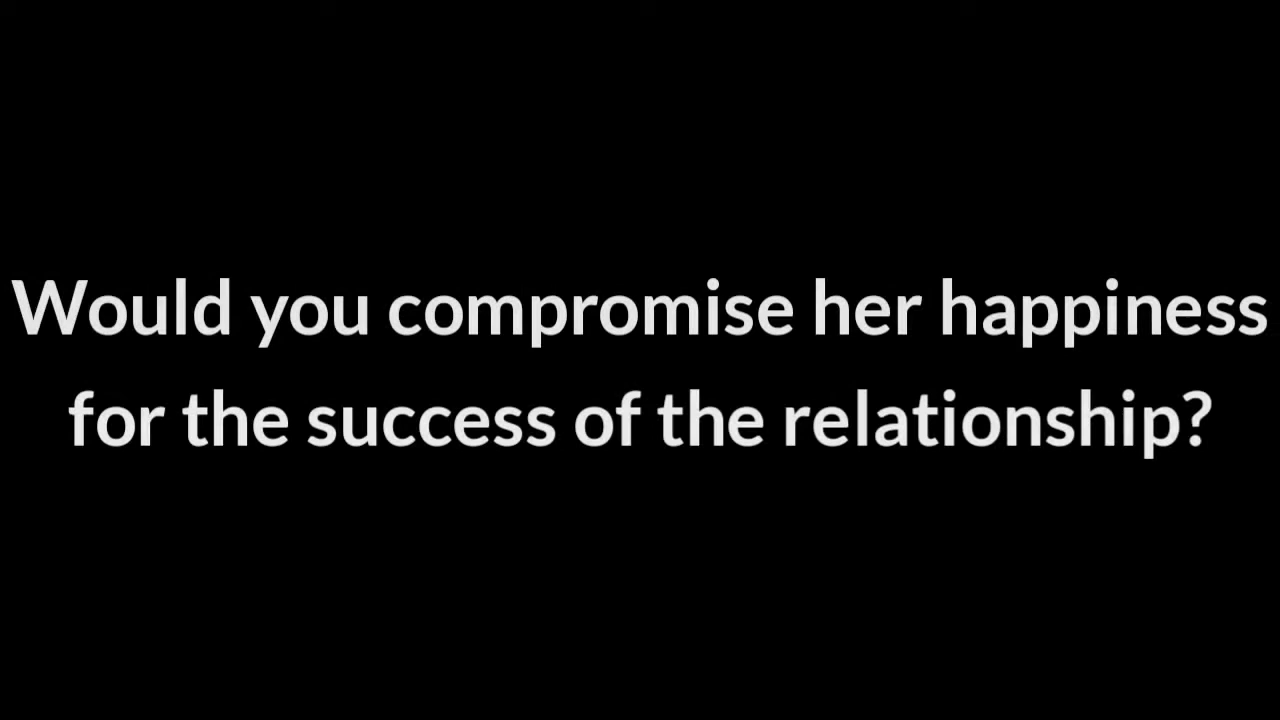 Would you compromise her happiness
for the success of the relationship?